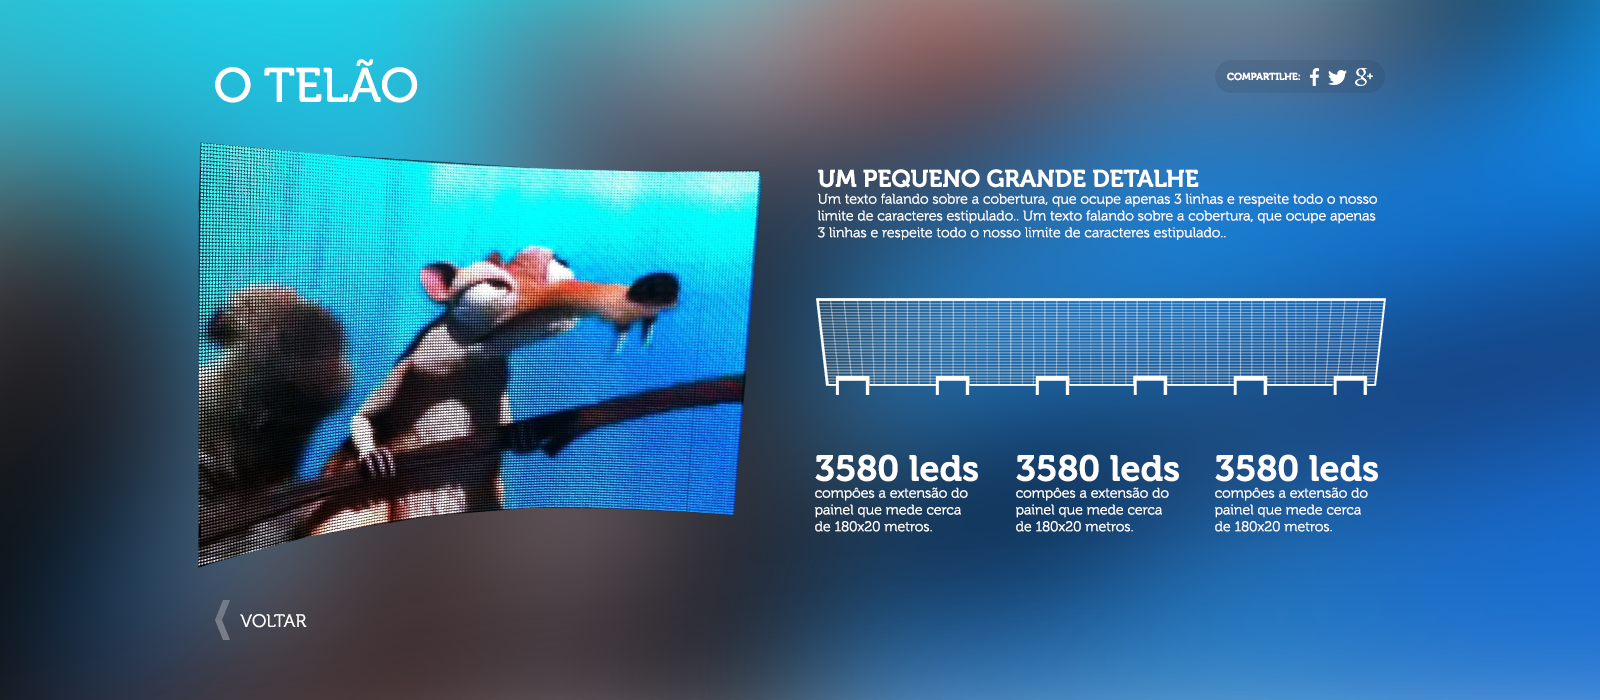 O TELÃO
COMPARTILHE:
UM PEQUENO GRANDE DETALHE
Um texto falando sobre a cobertura, que ocupe apenas 3 linhas e respeite todo o nosso
limite de caracteres estipulado.. Um texto falando sobre a cobertura, que ocupe apenas
3 linhas e respeite todo o nosso limite de caracteres estipulado..
3580 leds
compôes a extensão do
painel que mede cerca
de 180x20 metros.
3580 leds
compôes a extensão do
painel que mede cerca
de 180x20 metros.
3580 leds
compôes a extensão do
painel que mede cerca
de 180x20 metros.
VOLTAR